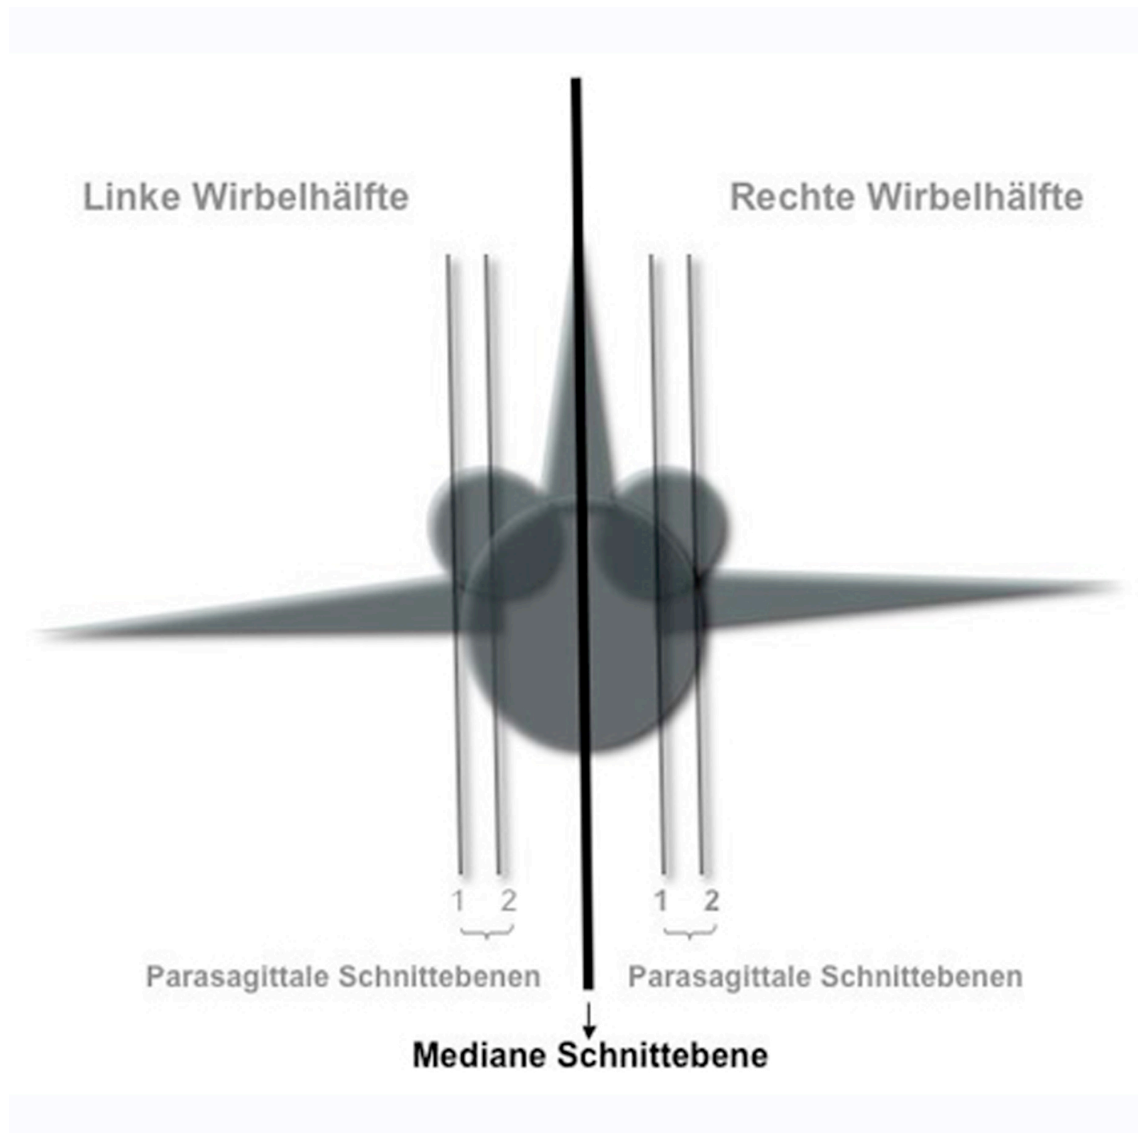 Linke Wirbelhälfte
Rechte Wirbelhälfte
1 2
1 2
Parasagittale Schnittebenen
Parasagittale Schnittebenen
Mediane Schnittebene